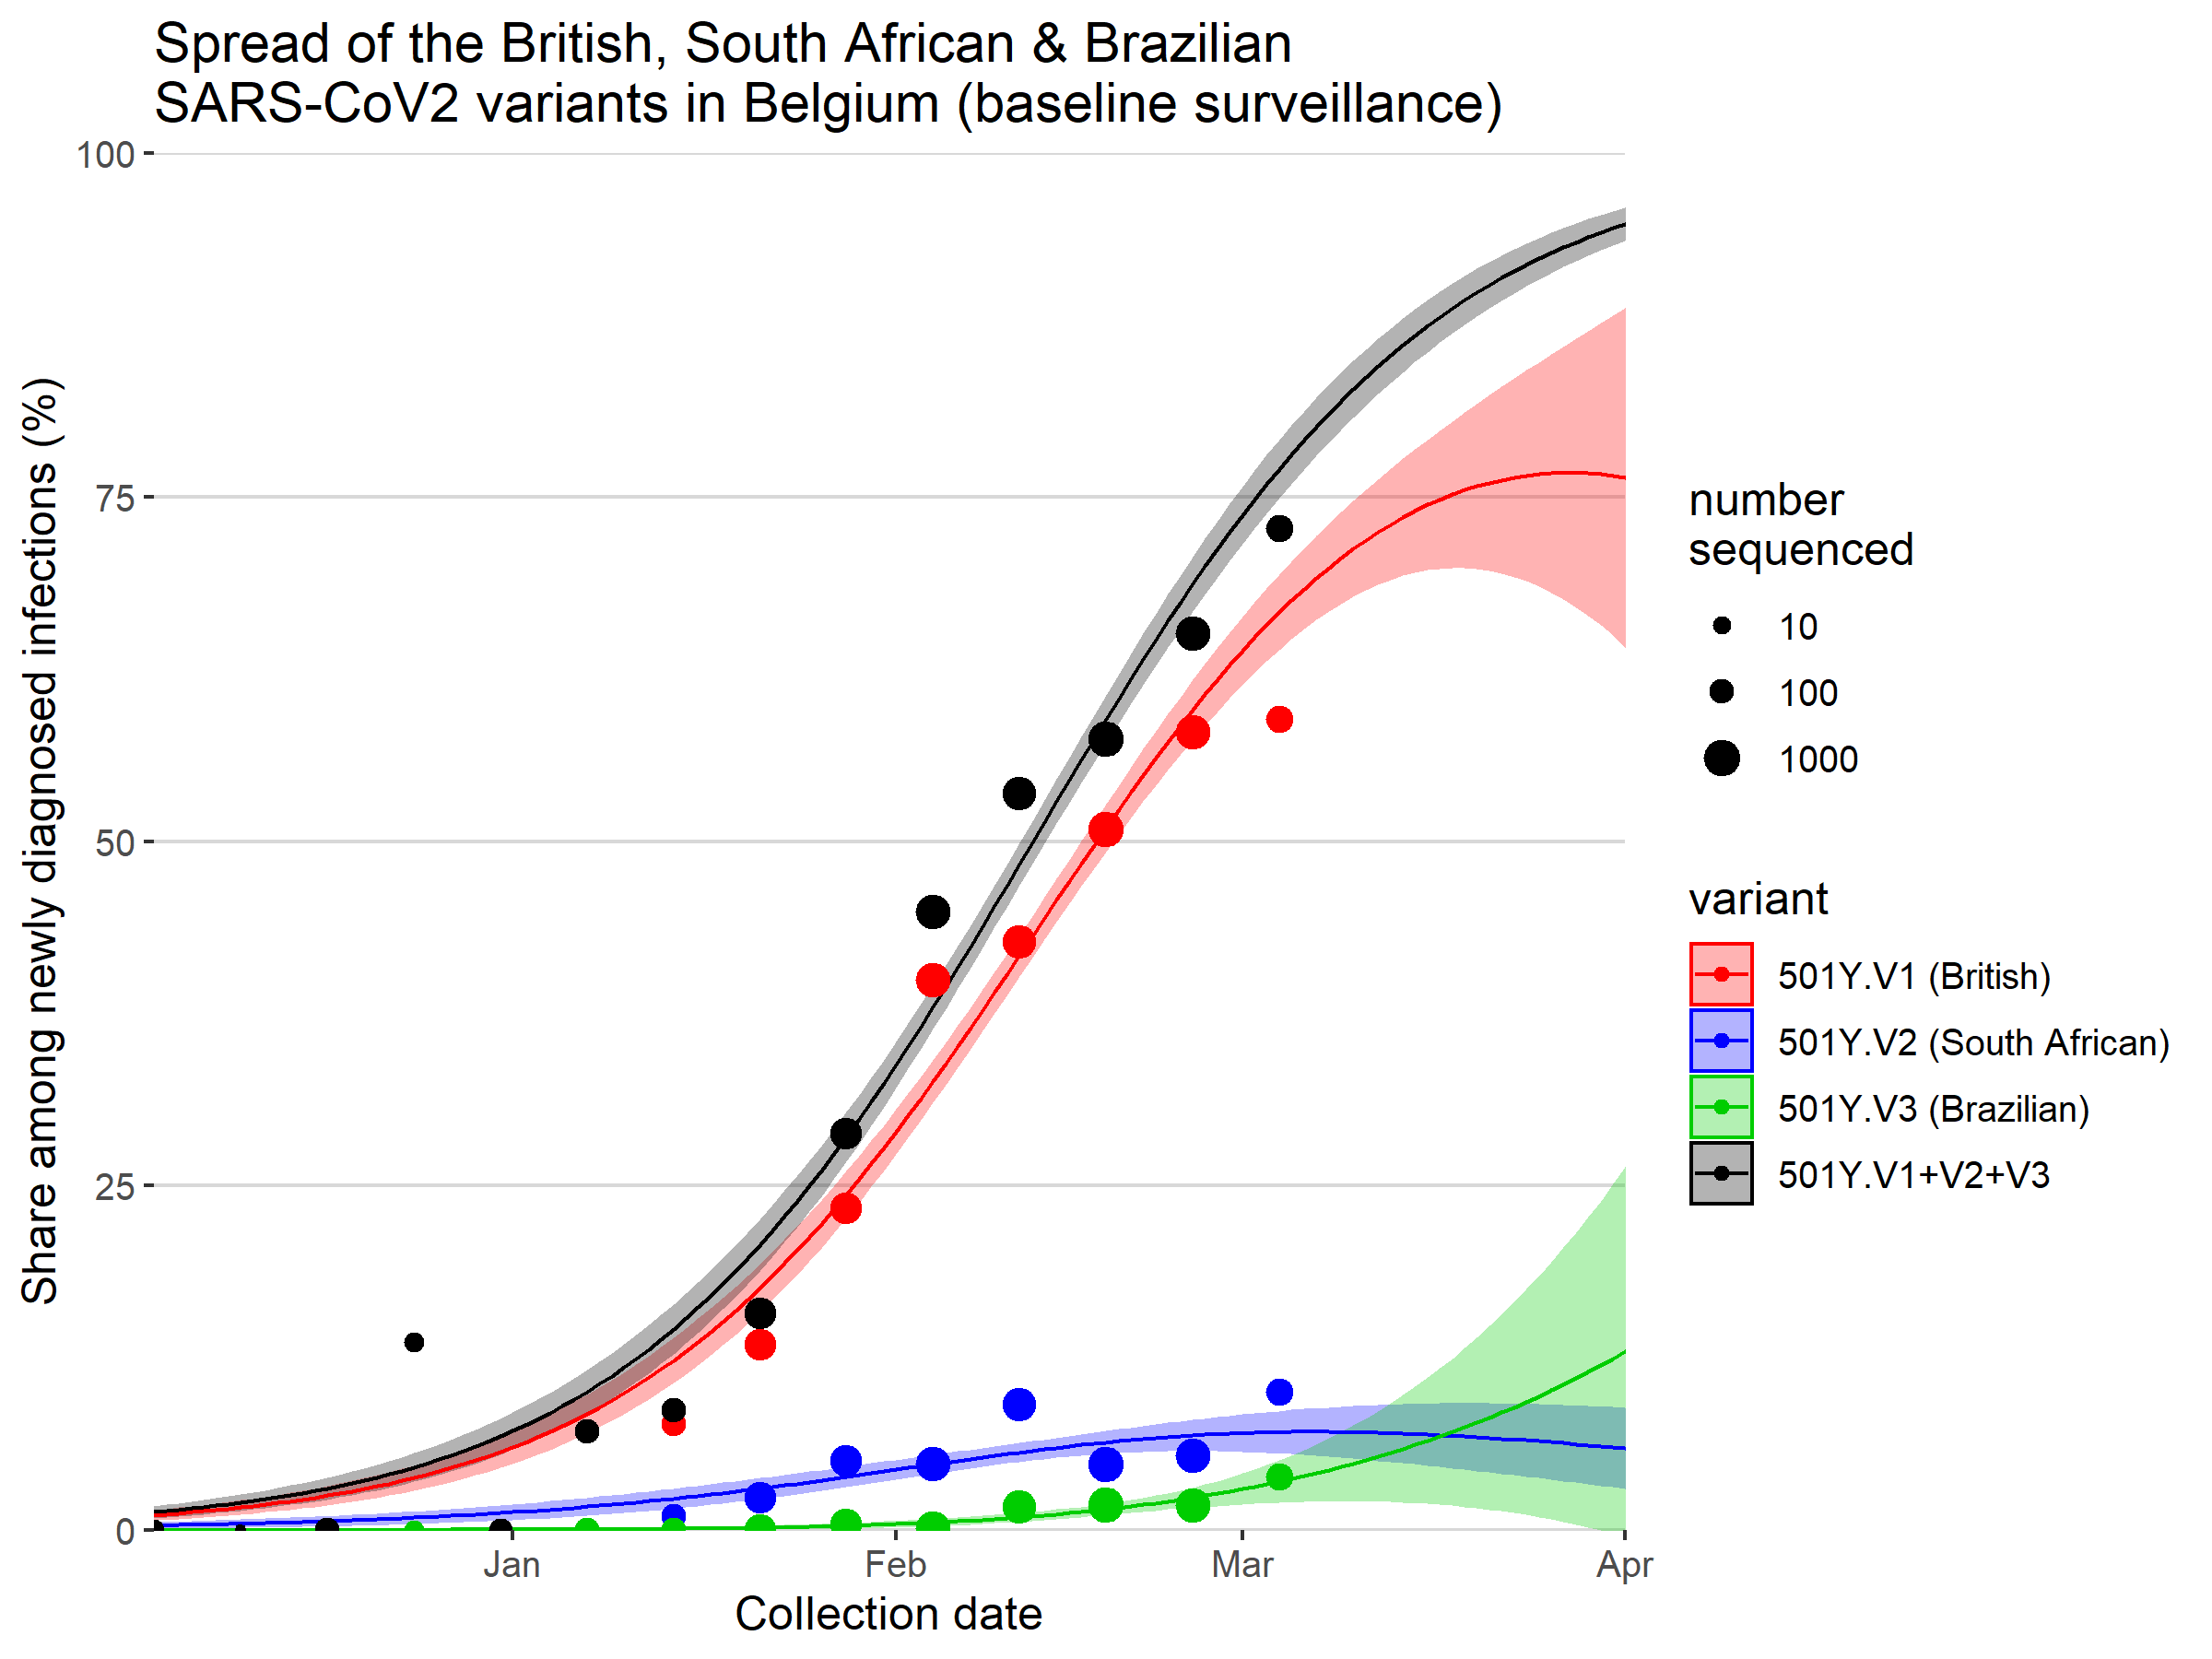 Spread of the British, South African & Brazilian
SARS-CoV2 variants in Belgium (baseline surveillance)
Share among newly diagnosed infections (%)
100
75
50
25
0
Jan
Feb
Mar
Apr
Collection date
number
sequenced
10
100
1000
variant
501Y.V1 (British)
501Y.V2 (South African)
501Y.V3 (Brazilian)
501Y.V1+V2+V3